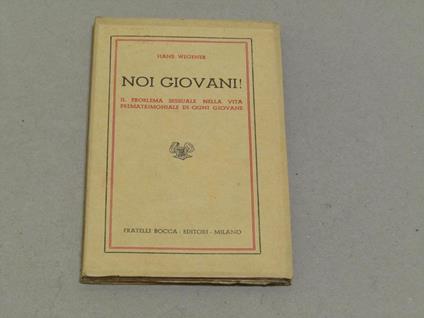 HANS WEGENER
NOI GIOVANI!
IL PROBLEMA SESSUALE NELLA VITA
PREMATRIMONIALE DI OGNI GIOVANE
FRATELLI BOCCA - EDITORI - MILANO